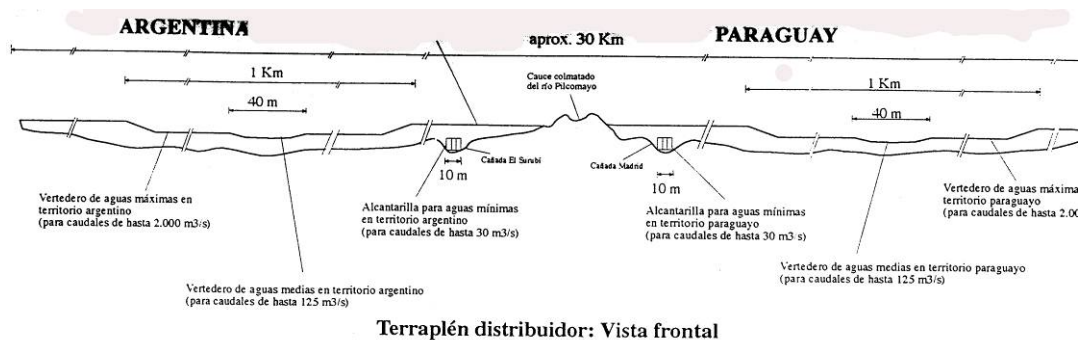 ARGENTINA
aprox. 30 Km
PARAGUAY
1 Km
Cauce colmatado
del río Pilcomayo
1 Km
40 m
40 m
Cañada El Surubí
Cañada Madrid
10 m
10 m
Vertedero de aguas máximas en
territorio argentino
(para caudales de hasta 2.000 m3/s)
Alcantarilla para aguas mínimas
en territorio argentino
(para caudales de hasta 30 m3/s)
Alcantarilla para aguas mínimas
en territorio paraguayo
(para caudales de hasta 30 m3/s)
Vertedero de aguas máxima
territorio paraguayo
(para caudales de hasta 2.00
Vertedero de aguas medias en territorio argentino
(para caudales de hasta 125 m3/s)
Vertedero de aguas medias en territorio paraguayo
(para caudales de hasta 125 m3/s)
Terraplén distribuidor: Vista frontal